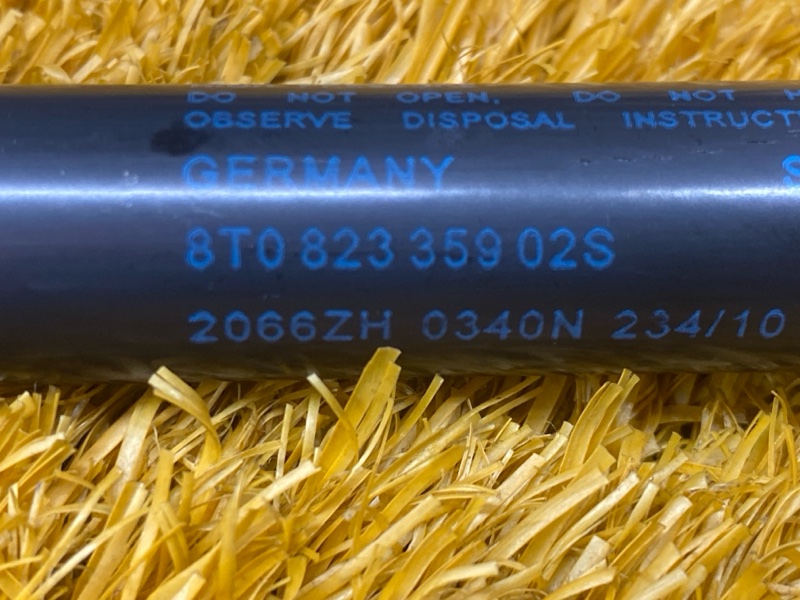 DO NOT OPEN. DO NOT
OBSERVE DISPOSAL INSTRUCT
GERMANY S
8T0 823 359 02S
2066ZH 0340N 234/10